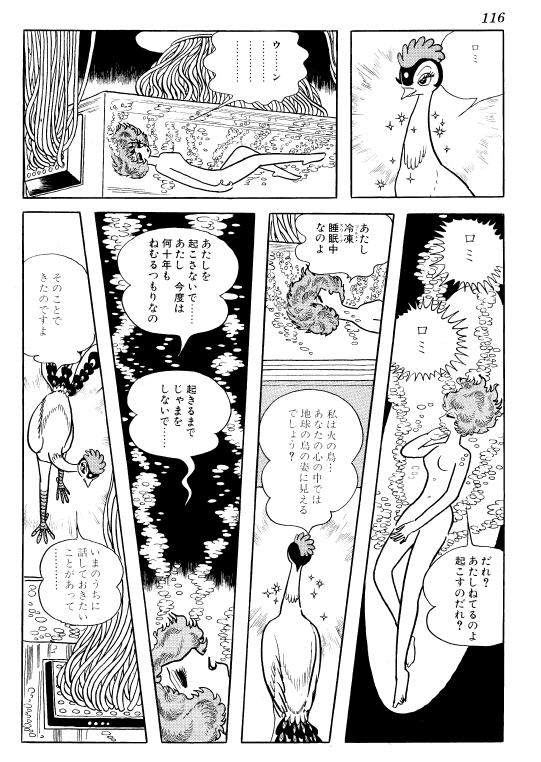 116
ロミ
ウ……ン
………
………
ロミ
ロミ
だれ?
あたしねてるのよ
起こすのだれ?
あたし
冷凍
睡眠中
なのよ
私は火の鳥…
あなたの心の中では
地球の鳥の姿に見える
でしょう?
あたしを
起こさないで……
あたし 今度は
何十年も
ねむるつもりなの
起きるまで
じゃまを
しないで…
そのことで
きたのですよ
いまのうちに
話しておきたい
ことがあって
………